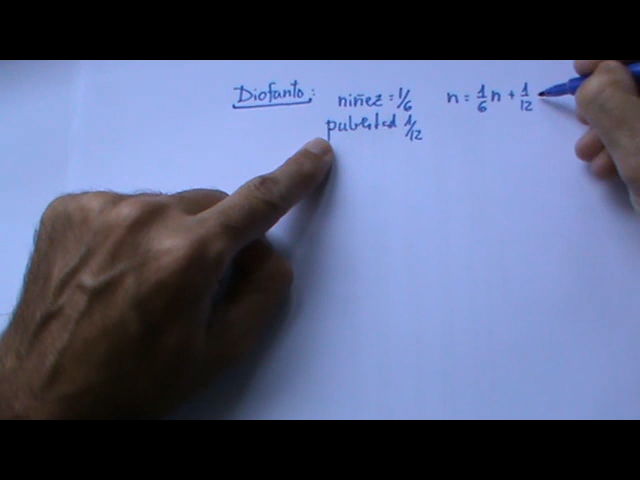 Diofanto:
niñez = 1/6
pubertad 1/12
n = 1/6 n + 1/12